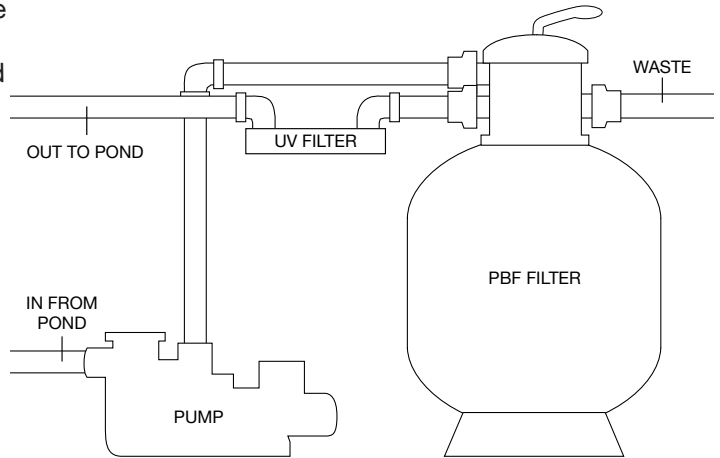 e
d
WASTE
OUT TO POND
UV FILTER
PBF FILTER
IN FROM
POND
PUMP